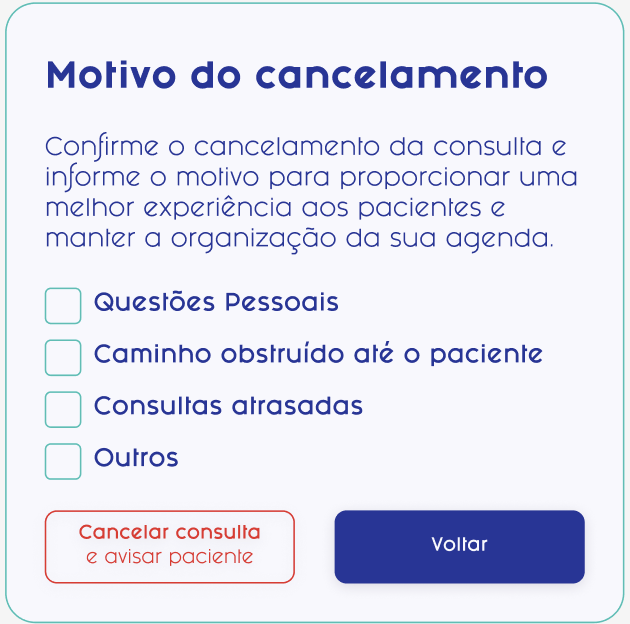 Motivo do cancelamento
Confirme o cancelamento da consulta e
informe o motivo para proporcionar uma
melhor experiência aos pacientes e
manter a organização da sua agenda.
Questões Pessoais
Caminho obstruído até o paciente
Consultas atrasadas
Outros
Cancelar consulta
e avisar paciente
Voltar